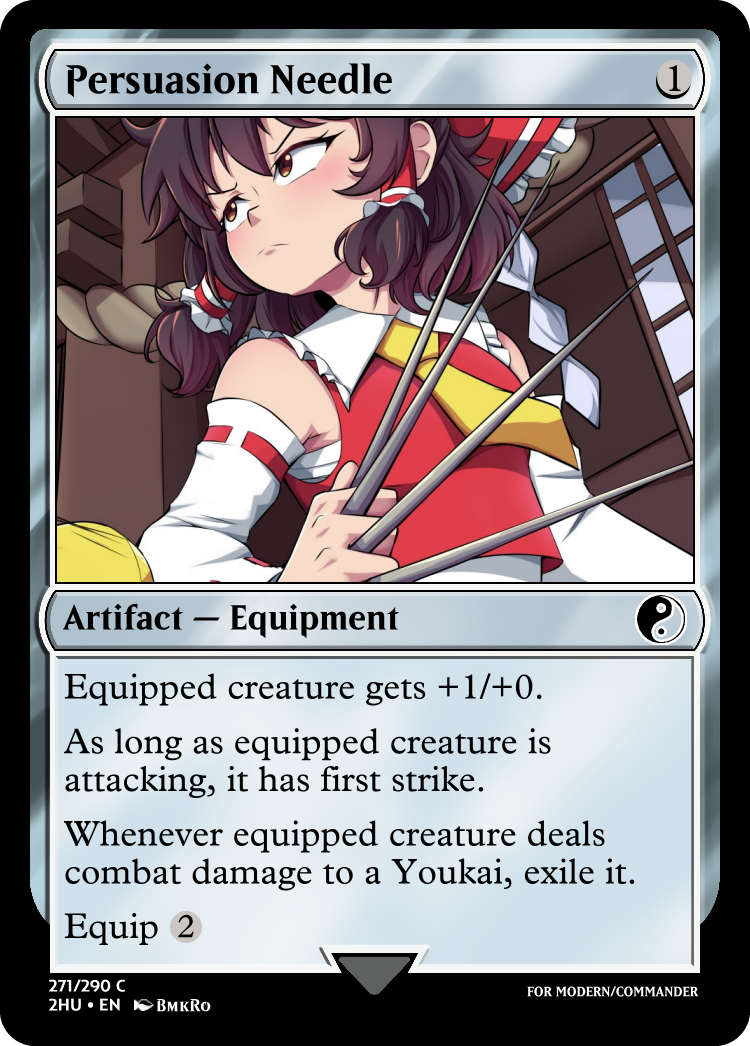 Persuasion Needle 1
Artifact — Equipment
Equipped creature gets +1/+0.
As long as equipped creature is
attacking, it has first strike.
Whenever equipped creature deals
combat damage to a Youkai, exile it.
Equip 2
271/290 C
2HU • EN BmkRo
FOR MODERN/COMMANDER